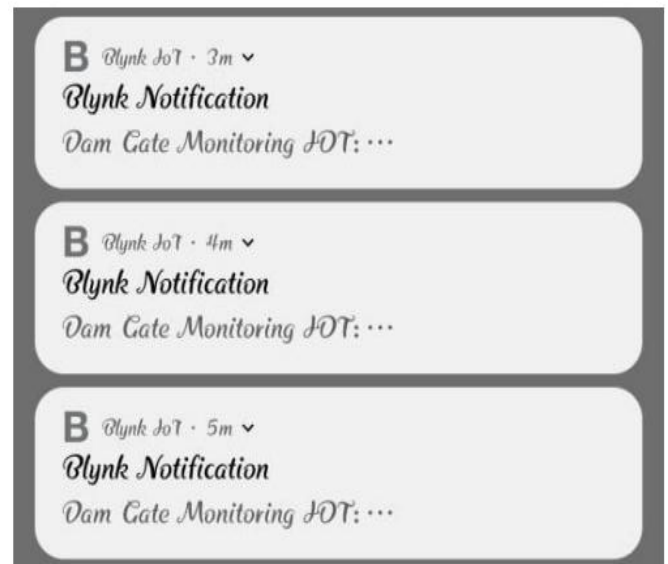 B Blynk IoT · 3m
Blynk Notification
Dam Gate Monitoring IOT: ···
B Blynk IoT · 4m
Blynk Notification
Dam Gate Monitoring IOT: ···
B Blynk IoT · 5m
Blynk Notification
Dam Gate Monitoring IOT: ···